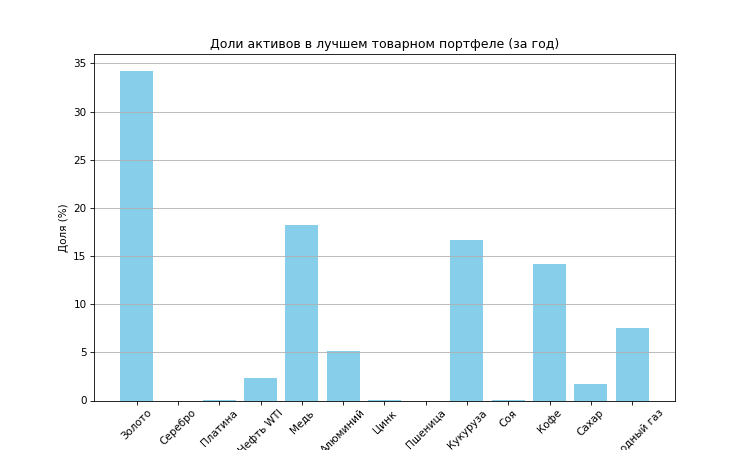 Доли активов в лучшем товарном портфеле (за год)
Доля (%)
35
30
25
20
15
10
5
0
Золото
Серебро
Платина
Нефть WTI
Медь
Алюминий
Цинк
Пшеница
Кукуруза
Соя
Кофе
Сахар
газ